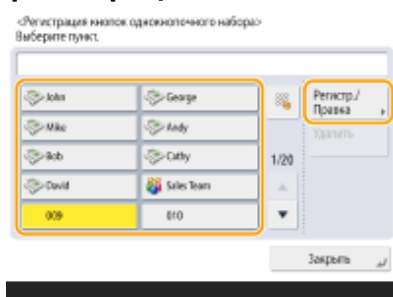 <Регистрация кнопок однокнопочного набора>
Выберите пункт.
John
George
Регистр./
Правка
Mike
Andy
Удалить
Bob
Cathy
1/20
David
Sales Team
009
010
Закрыть